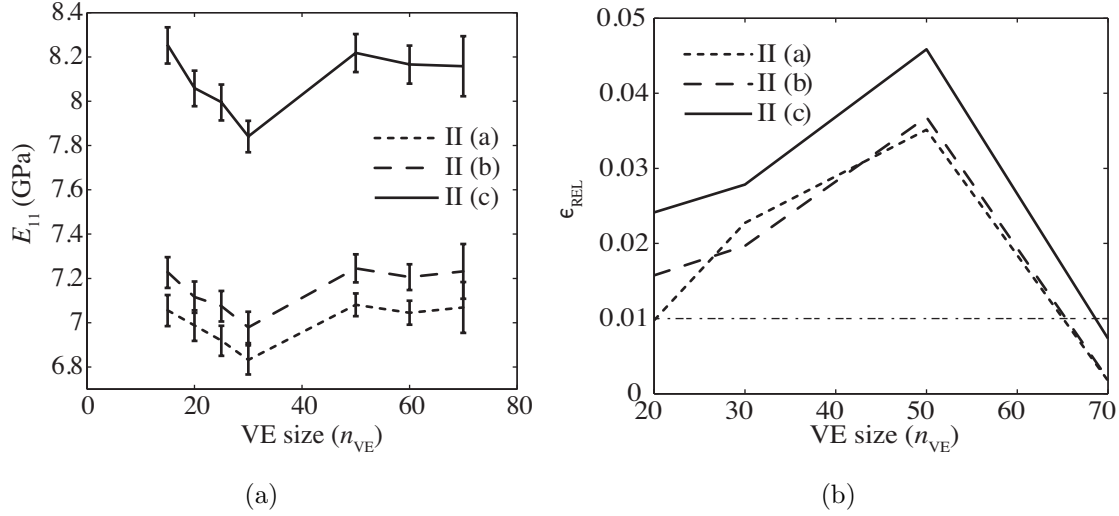 8.4
8.2
8
7.8
7.6
7.4
7.2
7
6.8
E11 (GPa)
0 20 40 60 80
VE size (nVE)
II (a)
II (b)
II (c)
(a)
0.05
0.04
0.03
0.02
0.01
0
ϵREL
20 30 40 50 60 70
VE size (nVE)
II (a)
II (b)
II (c)
(b)